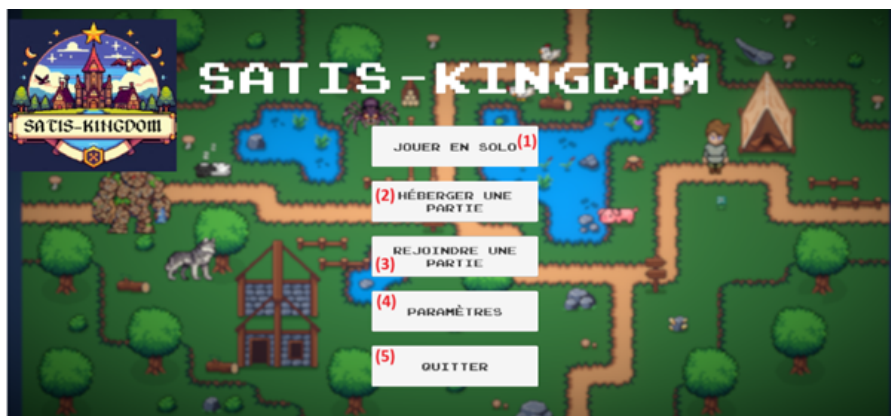 SATIS-KINGDOM
SATIS-KINGDOM
JOUER EN SOLO (1)
(2) HÉBERGER UNE
PARTIE
REJOINDRE UNE
(3) PARTIE
(4) PARAMÈTRES
(5) QUITTER